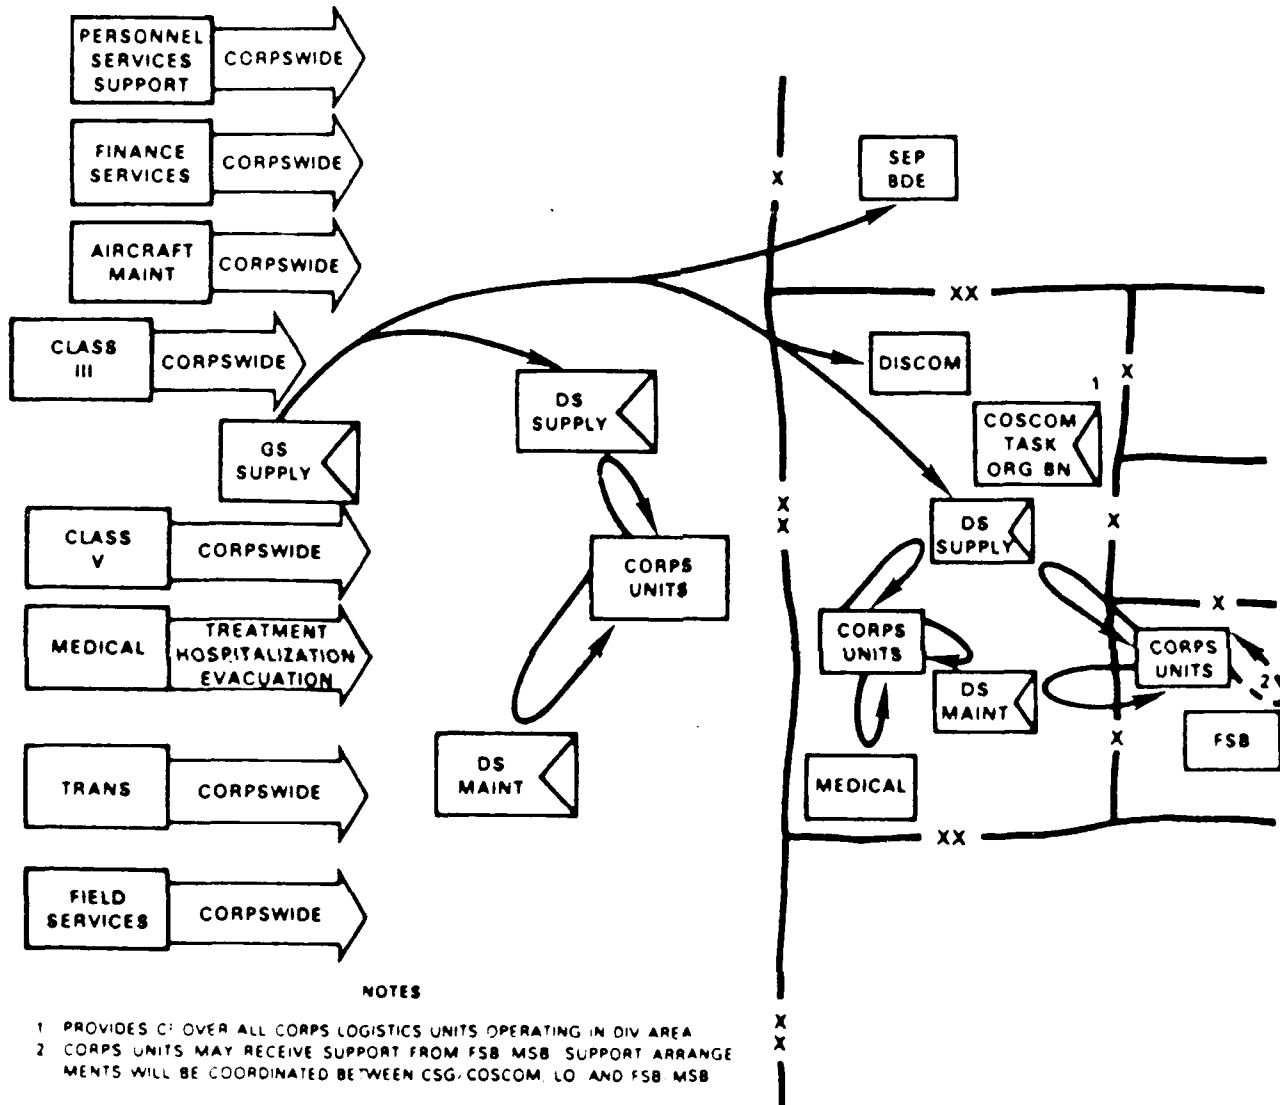 PERSONNEL
SERVICES
SUPPORT
CORPSWIDE
FINANCE
SERVICES
CORPSWIDE
AIRCRAFT
MAINT
CORPSWIDE
CLASS
III
CORPSWIDE
GS
SUPPLY
CLASS
V
CORPSWIDE
MEDICAL
TREATMENT
HOSPITALIZATION
EVACUATION
TRANS
CORPSWIDE
FIELD
SERVICES
CORPSWIDE
DS
SUPPLY
CORPS
UNITS
DS
MAINT
X
SEP
BDE
XX
DISCOM
X
1
COSCOM
TASK
ORG BN
X
X
X
DS
SUPPLY
X
CORPS
UNITS
DS
MAINT
MEDICAL
CORPS
UNITS
2
FSB
X
XX
X
X
NOTES
1 PROVIDES C² OVER ALL CORPS LOGISTICS UNITS OPERATING IN DIV AREA
2 CORPS UNITS MAY RECEIVE SUPPORT FROM FSB MSB SUPPORT ARRANGE
MENTS WILL BE COORDINATED BETWEEN CSG/COSCOM LO AND FSB MSB